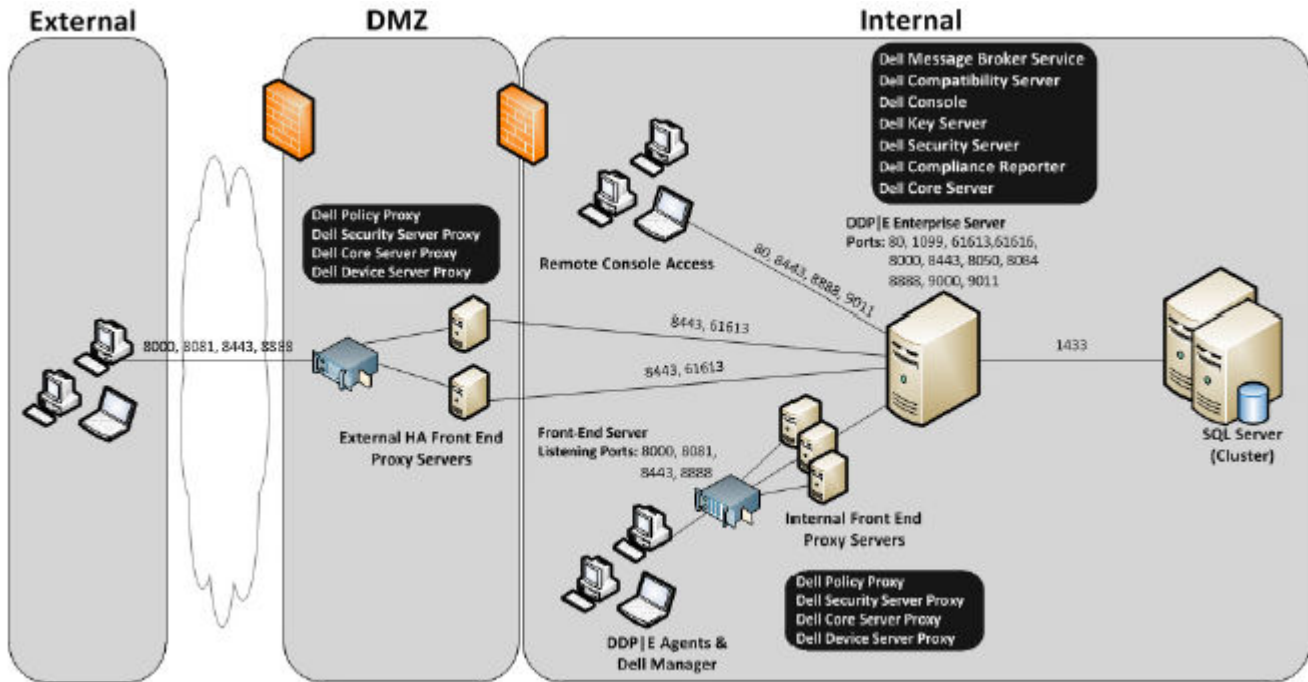 External
DMZ
Internal
Dell Message Broker Service
Dell Compatibility Server
Dell Console
Dell Key Server
Dell Security Server
Dell Compliance Reporter
Dell Core Server
DDP|E Enterprise Server
Ports: 80, 1099, 61613,61616,
8000, 8443, 8050, 8084
8888, 9000, 9011
Dell Policy Proxy
Dell Security Server Proxy
Dell Core Server Proxy
Dell Device Server Proxy
Remote Console Access
80, 8443, 8888, 9011
8443, 61613
8443, 61613
1433
8000, 8081, 8443, 8888
External HA Front End
Proxy Servers
Front-End Server
Listening Ports: 8000, 8081,
8443, 8888
SQL Server
(Cluster)
Internal Front End
Proxy Servers
Dell Policy Proxy
Dell Security Server Proxy
Dell Core Server Proxy
Dell Device Server Proxy
DDP|E Agents &
Dell Manager